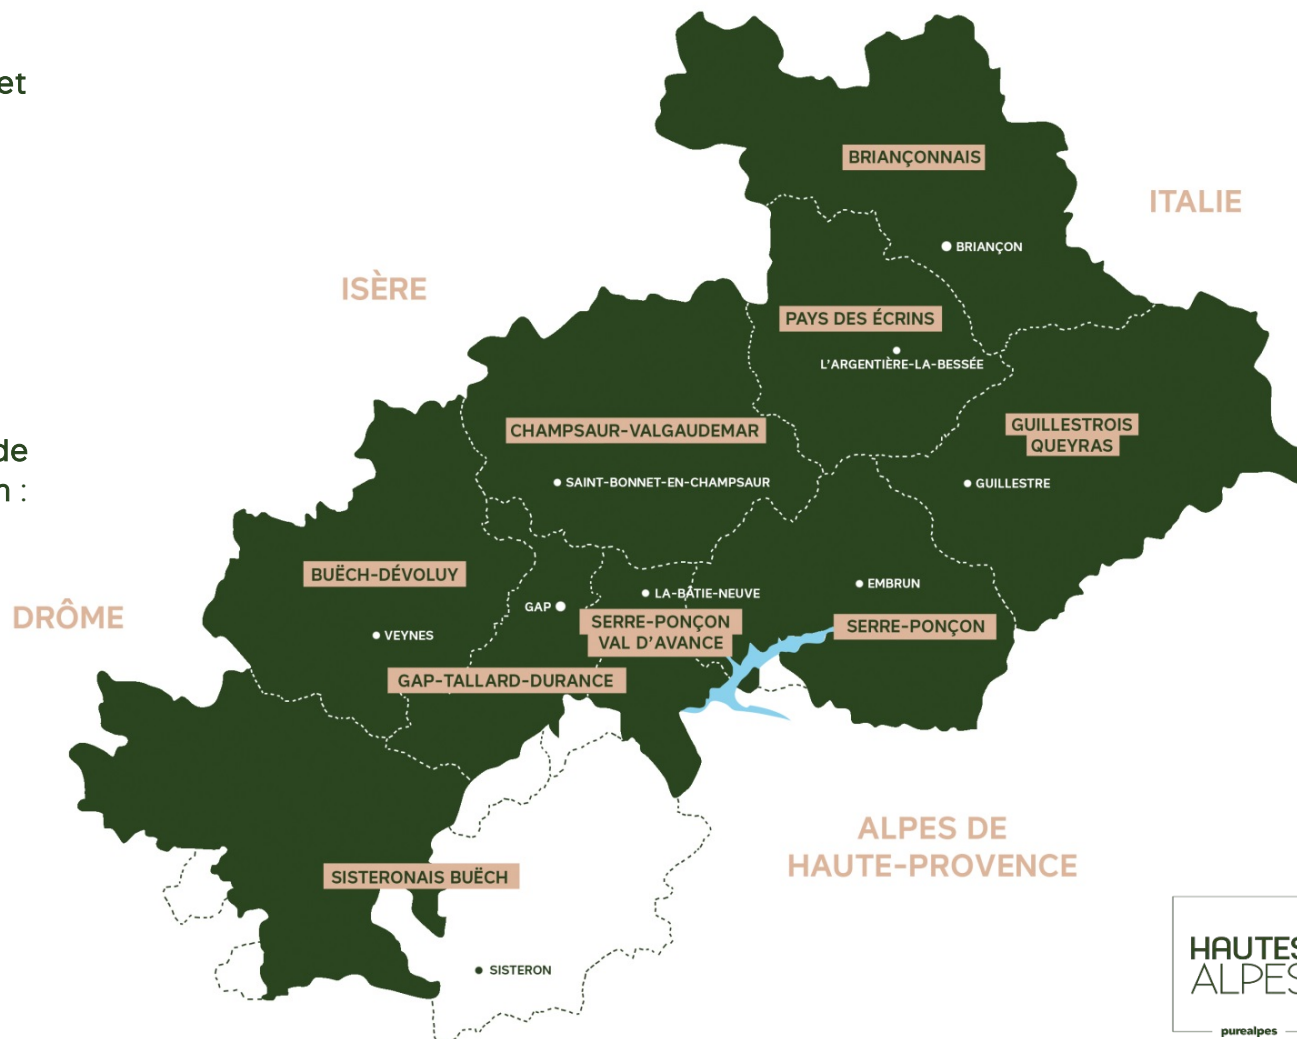 et
de
n :
BRIANÇONNAIS
ITALIE
BRIANÇON
ISÈRE
PAYS DES ÉCRINS
L'ARGENTIÈRE-LA-BESSÉE
CHAMPSAUR-VALGAUDEMAR
GUILLESTROIS
QUEYRAS
SAINT-BONNET-EN-CHAMPSAUR
GUILLESTRE
BUËCH-DÉVOLUY
EMBRUN
LA-BÂTIE-NEUVE
GAP
DRÔME
SERRE-PONÇON
VAL D'AVANCE
SERRE-PONÇON
VEYNES
GAP-TALLARD-DURANCE
ALPES DE
HAUTE-PROVENCE
SISTERONAIS BUËCH
SISTERON
HAUTES
ALPES
purealpes